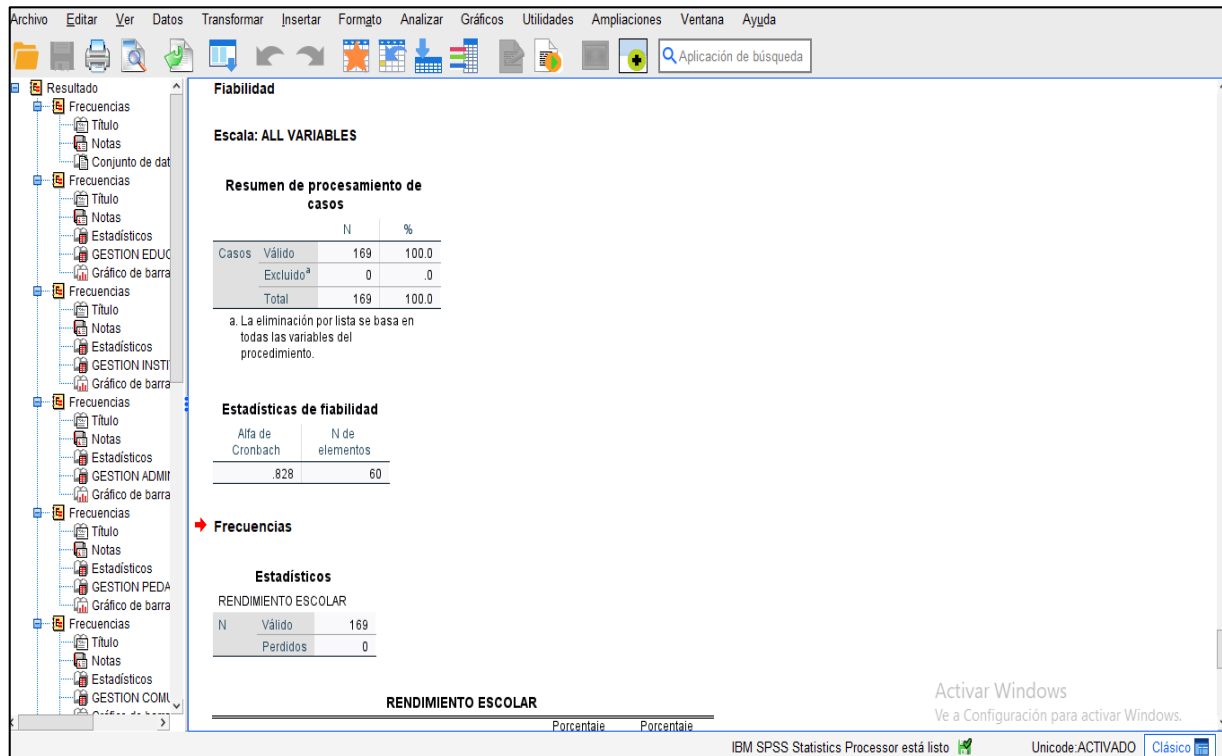 Archivo Editar Ver Datos Transformar Insertar Formato Analizar Gráficos Utilidades Ampliaciones Ventana Ayuda
Aplicación de búsqueda
Resultado
Frecuencias
Título
Notas
Conjunto de dat
Frecuencias
Título
Notas
Estadísticos
GESTION EDUC
Gráfico de barra
Frecuencias
Título
Notas
Estadísticos
GESTION INSTI
Gráfico de barra
Frecuencias
Título
Notas
Estadísticos
GESTION ADMIN
Gráfico de barra
Frecuencias
Título
Notas
Estadísticos
GESTION PEDA
Gráfico de barra
Frecuencias
Título
Notas
Estadísticos
GESTION COMU
Fiabilidad
Escala: ALL VARIABLES
Resumen de procesamiento de
casos
N %
Casos Válido 169 100.0
Excluidoª 0 .0
Total 169 100.0
a. La eliminación por lista se basa en
todas las variables del
procedimiento.
Estadísticas de fiabilidad
Alfa de N de
Cronbach elementos
.828 60
Frecuencias
Estadísticos
RENDIMIENTO ESCOLAR
N Válido 169
Perdidos 0
RENDIMIENTO ESCOLAR
Porcentaje Porcentaje
Activar Windows
Ve a Configuración para activar Windows.
IBM SPSS Statistics Processor está listo Unicode:ACTIVADO Clásico